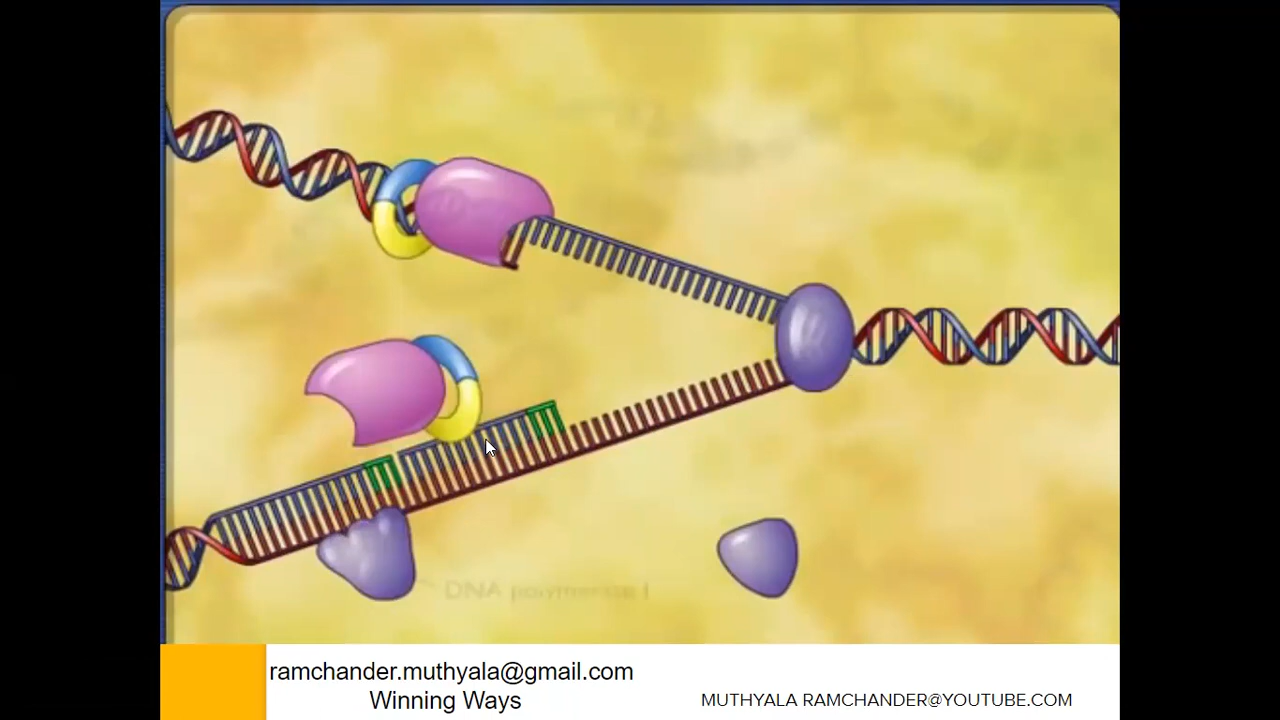 DNA polymerase I
ramchander.muthyala@gmail.com
Winning Ways
MUTHYALA RAMCHANDER@YOUTUBE.COM